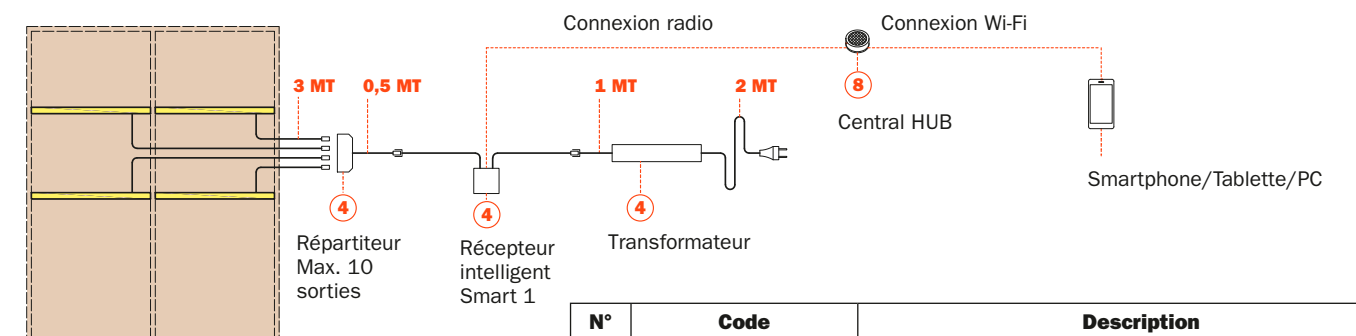 Connexion radio
Connexion Wi-Fi
3 MT
0,5 MT
1 MT
2 MT
8
Central HUB
Smartphone/Tablette/PC
4
4
4
Répartiteur
Max. 10
sorties
Récepteur
intelligent
Smart 1
Transformateur
N°
Code
Description